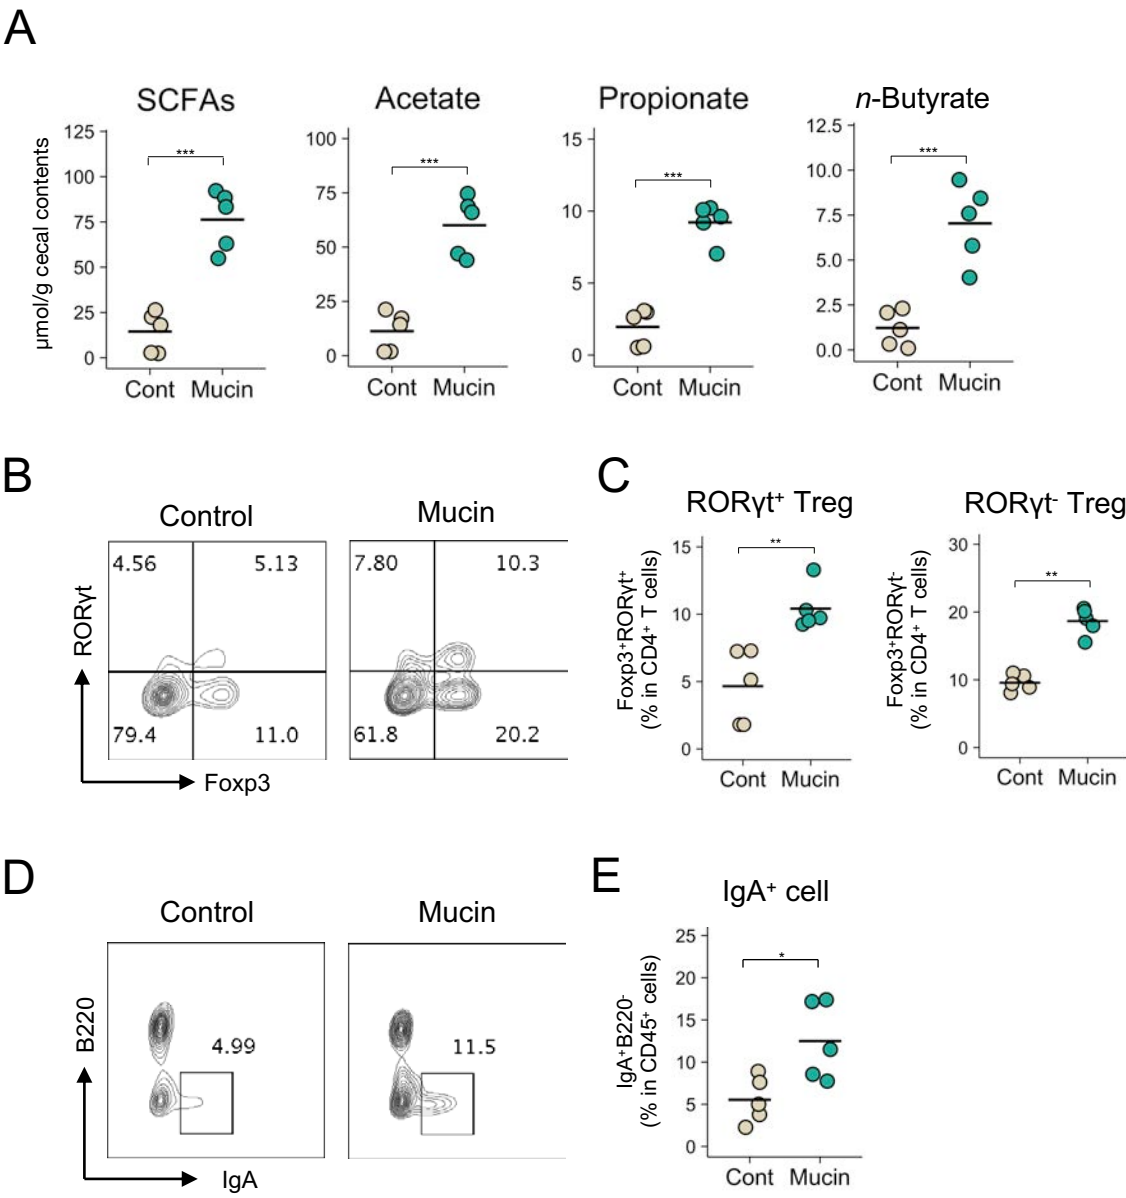 A
SCFAs
Acetate
Propionate
n-Butyrate
µmol/g cecal contents
125
100
75
50
25
0
***
Cont Mucin
100
75
50
25
0
***
Cont Mucin
15
10
5
0
***
Cont Mucin
12.5
10.0
7.5
5.0
2.5
0.0
***
Cont Mucin
B
Control
Mucin
RORγt
4.56
5.13
79.4
11.0
7.80
10.3
61.8
20.2
Foxp3
C
RORγt⁺ Treg
Foxp3⁺RORγt⁺
(% in CD4⁺ T cells)
15
10
5
0
**
Cont Mucin
RORγt⁻ Treg
Foxp3⁺RORγt⁻
(% in CD4⁺ T cells)
30
20
10
0
**
Cont Mucin
D
Control
Mucin
B220
4.99
11.5
IgA
E
IgA⁺ cell
IgA⁺B220⁻
(% in CD45⁺ cells)
25
20
15
10
5
0
*
Cont Mucin